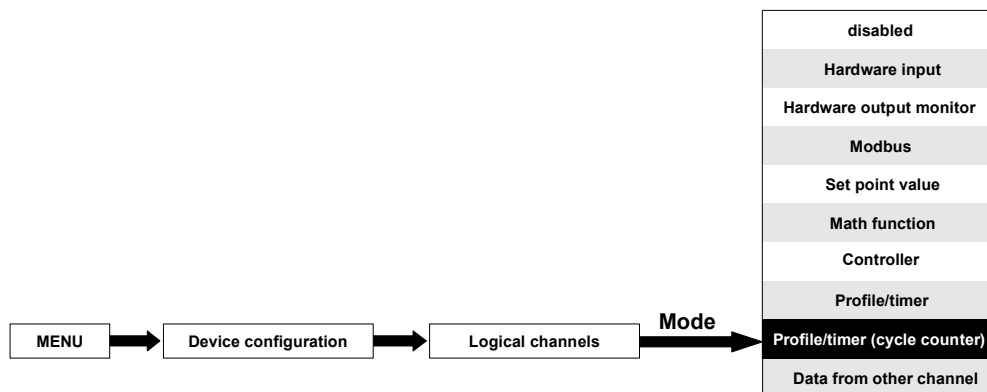 disabled
Hardware input
Hardware output monitor
Modbus
Set point value
Math function
Controller
Profile/timer
MENU
Device configuration
Logical channels
Mode
Profile/timer (cycle counter)
Data from other channel